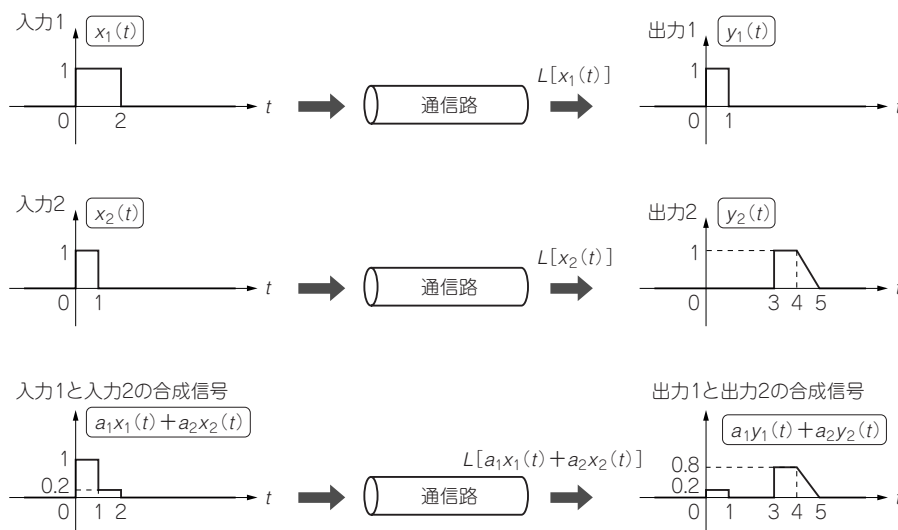 入力1
x₁(t)
1
0
2
t
通信路
L[x₁(t)]
出力1
y₁(t)
1
0
1
t
入力2
x₂(t)
1
0
1
t
通信路
L[x₂(t)]
出力2
y₂(t)
1
0
3 4 5
t
入力1と入力2の合成信号
a₁x₁(t)+a₂x₂(t)
1
0.2
0
1 2
t
通信路
L[a₁x₁(t)+a₂x₂(t)]
出力1と出力2の合成信号
a₁y₁(t)+a₂y₂(t)
0.8
0.2
0
1
3 4 5
t